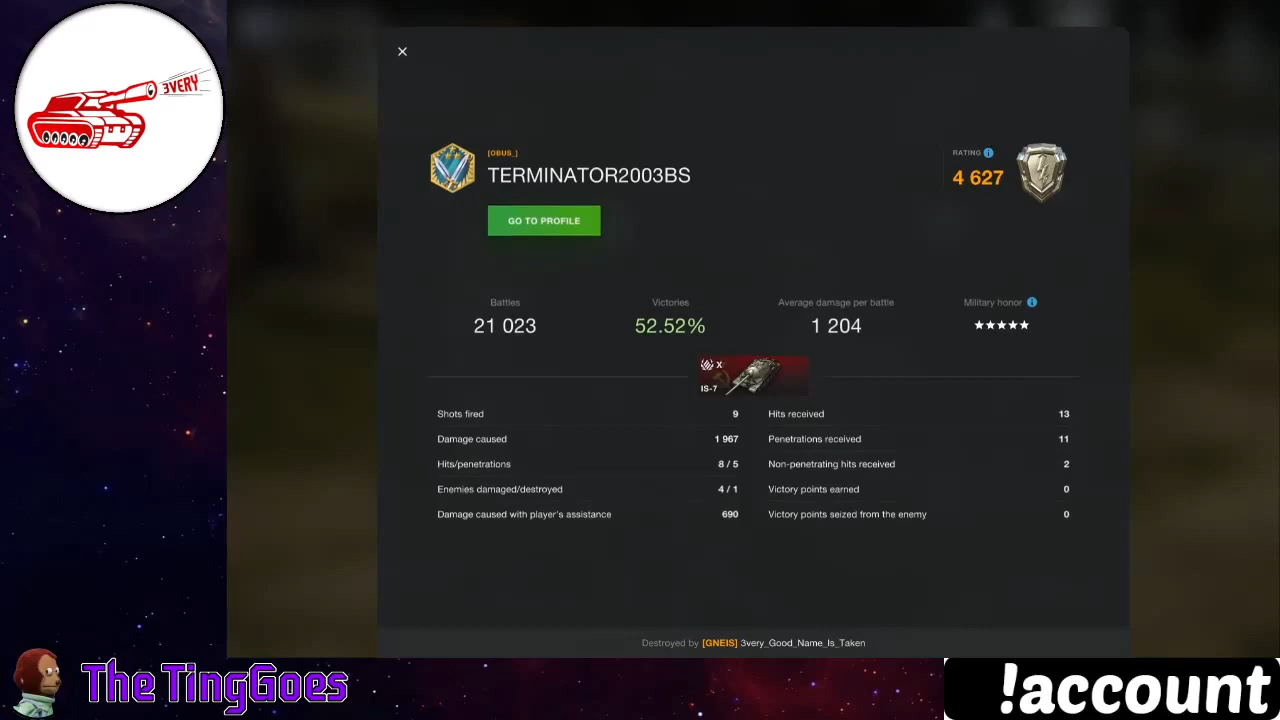 3VERY
[OBUS_]
TERMINATOR2003BS
RATING
4 627
GO TO PROFILE
Battles
21 023
Victories
52.52%
Average damage per battle
1 204
Military honor
X
IS-7
Shots fired 9
Damage caused 1 967
Hits/penetrations 8 / 5
Enemies damaged/destroyed 4 / 1
Damage caused with player's assistance 690
Hits received 13
Penetrations received 11
Non-penetrating hits received 2
Victory points earned 0
Victory points seized from the enemy 0
Destroyed by [GNEIS] 3very_Good_Name_Is_Taken
The TingGoes
!account